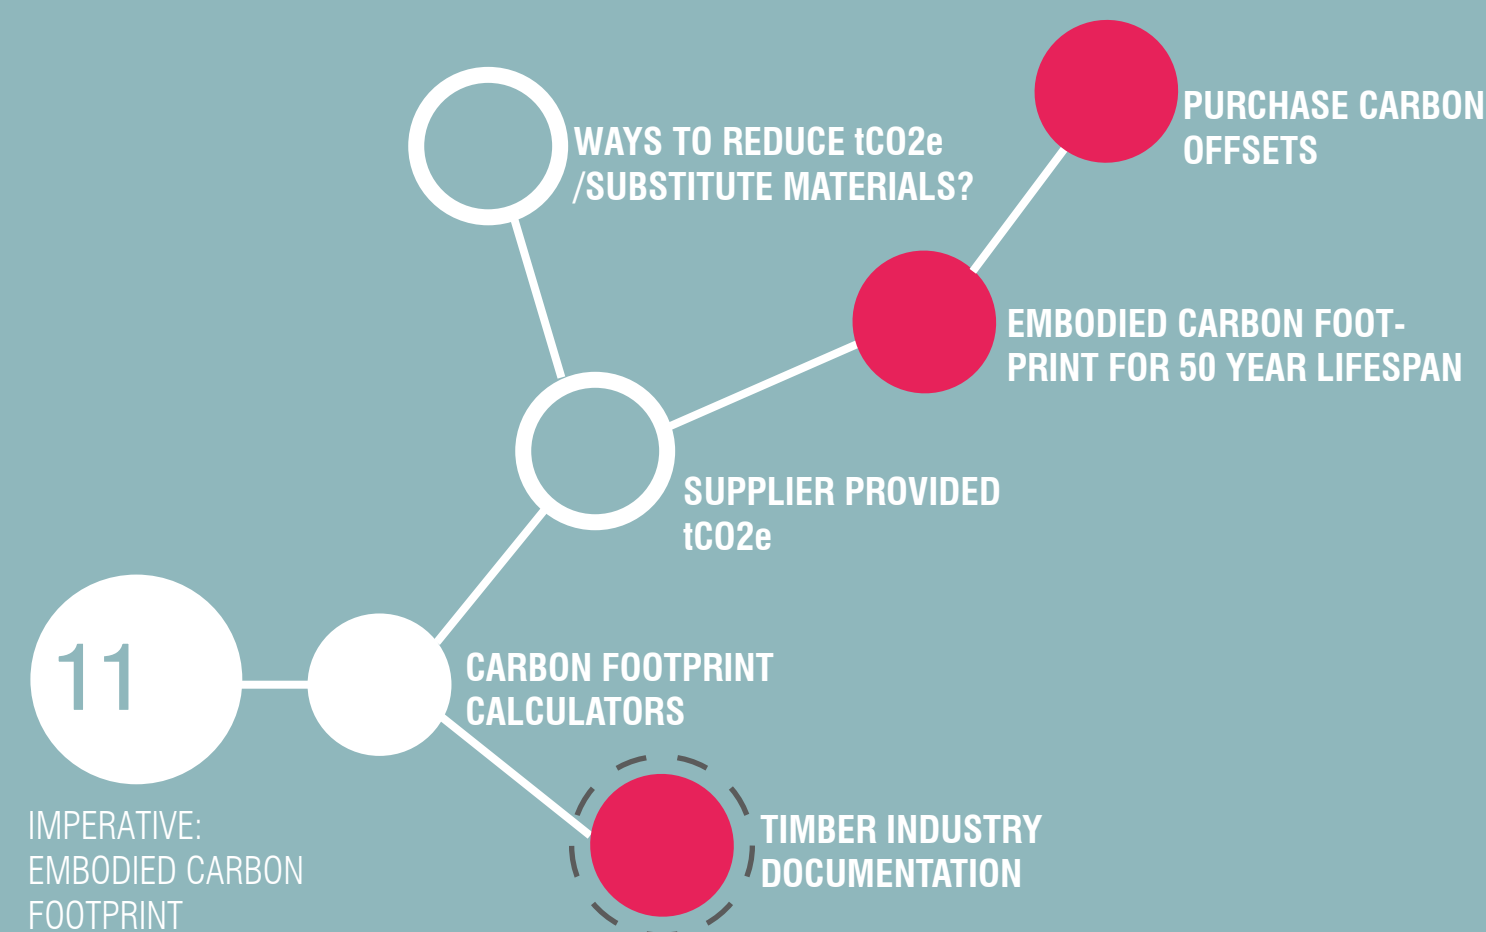 PURCHASE CARBON
OFFSETS
WAYS TO REDUCE tCO2e
/SUBSTITUTE MATERIALS?
EMBODIED CARBON FOOT-
PRINT FOR 50 YEAR LIFESPAN
SUPPLIER PROVIDED
tCO2e
11
CARBON FOOTPRINT
CALCULATORS
IMPERATIVE:
EMBODIED CARBON
FOOTPRINT
TIMBER INDUSTRY
DOCUMENTATION